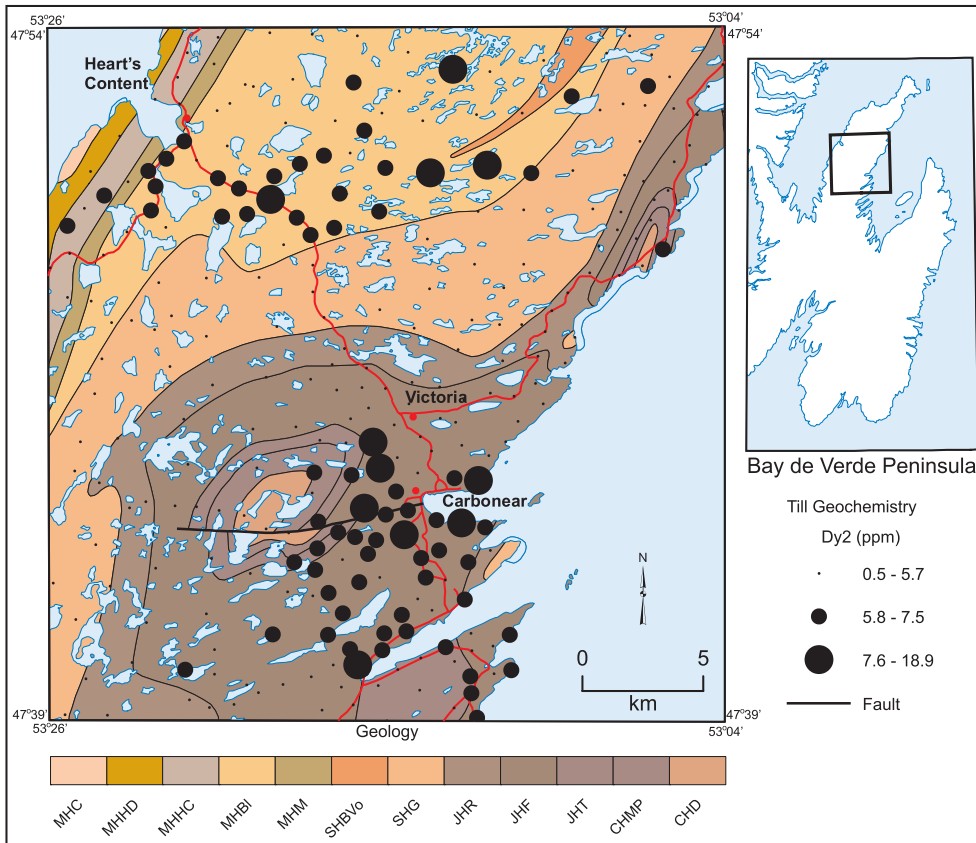 53°26'
53°04'
47°54'
47°54'
Heart's
Content
Victoria
Carbonear
N
0 5
km
47°39'
47°39'
53°26'
53°04'
Bay de Verde Peninsula
Till Geochemistry
Dy2 (ppm)
0.5 - 5.7
5.8 - 7.5
7.6 - 18.9
Fault
Geology
MHC
MHHD
MHHC
MHBI
MHM
SHBVo
SHG
JHR
JHF
JHT
CHMP
CHD